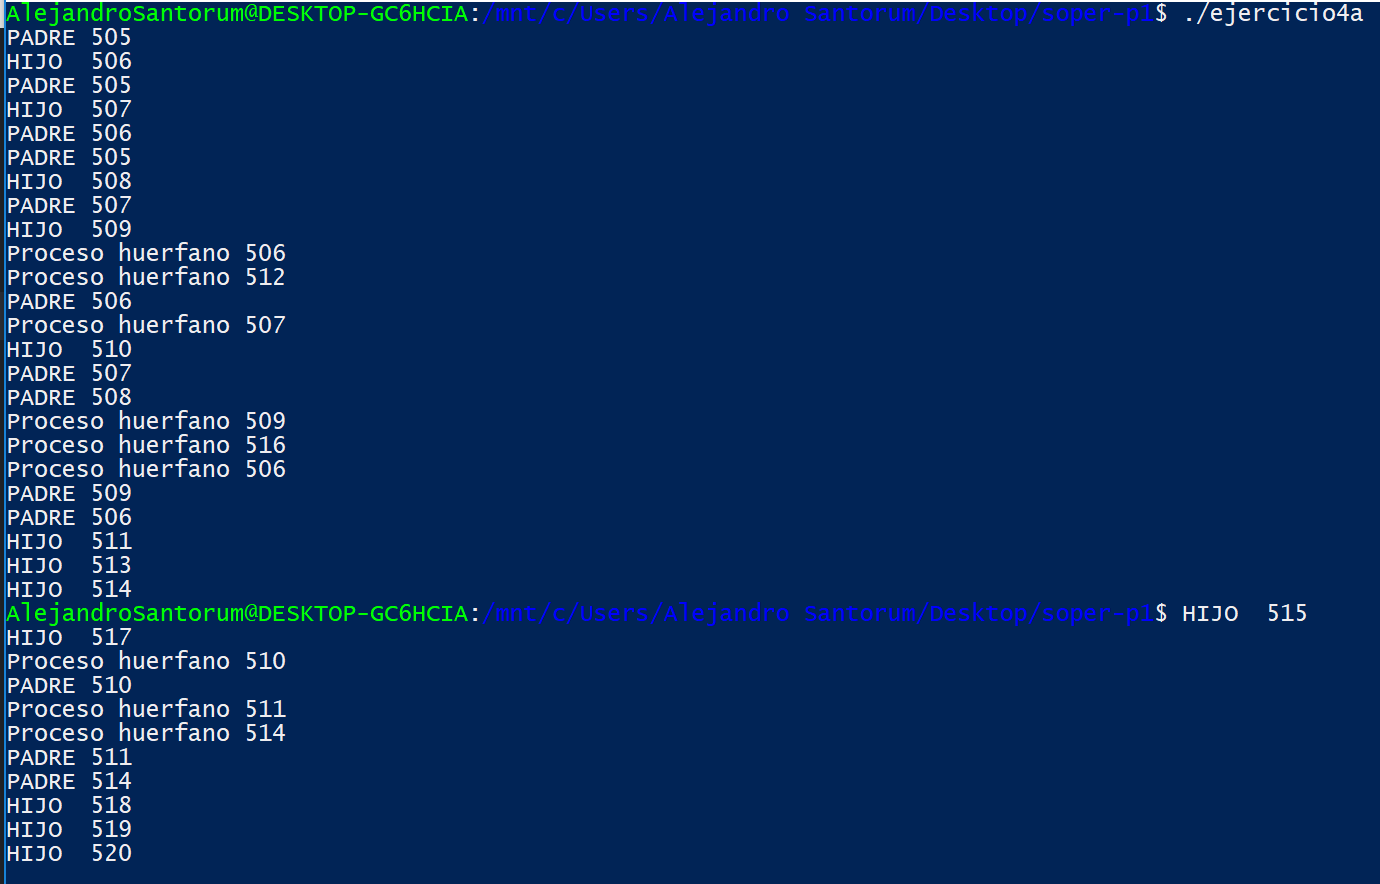 AlejandroSantorum@DESKTOP-GC6HCIA:/mnt/c/Users/Alejandro Santorum/Desktop/soper-p1$ ./ejercicio4a
PADRE 505
HIJO  506
PADRE 505
HIJO  507
PADRE 506
PADRE 505
HIJO  508
PADRE 507
HIJO  509
Proceso huerfano 506
Proceso huerfano 512
PADRE 506
Proceso huerfano 507
HIJO  510
PADRE 507
PADRE 508
Proceso huerfano 509
Proceso huerfano 516
Proceso huerfano 506
PADRE 509
PADRE 506
HIJO  511
HIJO  513
HIJO  514
AlejandroSantorum@DESKTOP-GC6HCIA:/mnt/c/Users/Alejandro Santorum/Desktop/soper-p1$ HIJO  515
HIJO  517
Proceso huerfano 510
PADRE 510
Proceso huerfano 511
Proceso huerfano 514
PADRE 511
PADRE 514
HIJO  518
HIJO  519
HIJO  520